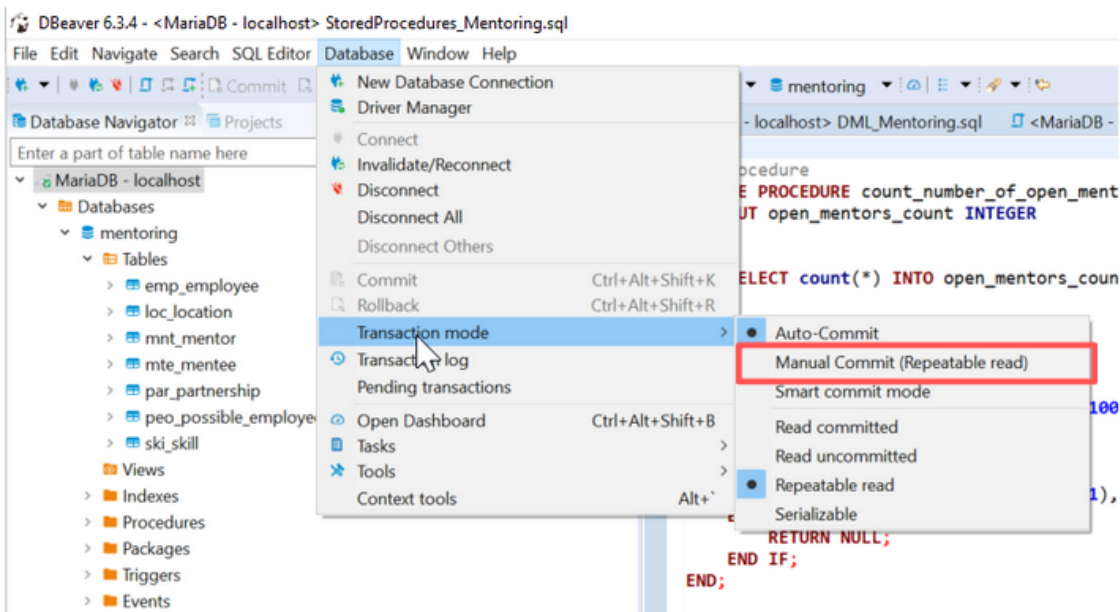 DBeaver 6.3.4 - <MariaDB - localhost> StoredProcedures_Mentoring.sql
File Edit Navigate Search SQL Editor Database Window Help
Commit
mentoring
Database Navigator Projects
- localhost> DML_Mentoring.sql <MariaDB -
Enter a part of table name here
MariaDB - localhost
Databases
mentoring
Tables
emp_employee
loc_location
mnt_mentor
mte_mentee
par_partnership
peo_possible_employe
ski_skill
Views
Indexes
Procedures
Packages
Triggers
Events
New Database Connection
Driver Manager
Connect
Invalidate/Reconnect
Disconnect
Disconnect All
Disconnect Others
Commit Ctrl+Alt+Shift+K
Rollback Ctrl+Alt+Shift+R
Transaction mode
Transaction log
Pending transactions
Open Dashboard Ctrl+Alt+Shift+B
Tasks
Tools
Context tools Alt+`
Auto-Commit
Manual Commit (Repeatable read)
Smart commit mode
Read committed
Read uncommitted
Repeatable read
Serializable
ocedure
E PROCEDURE count_number_of_open_ment
UT open_mentors_count INTEGER
ELECT count(*) INTO open_mentors_coun
100
1),
RETURN NULL;
END IF;
END;